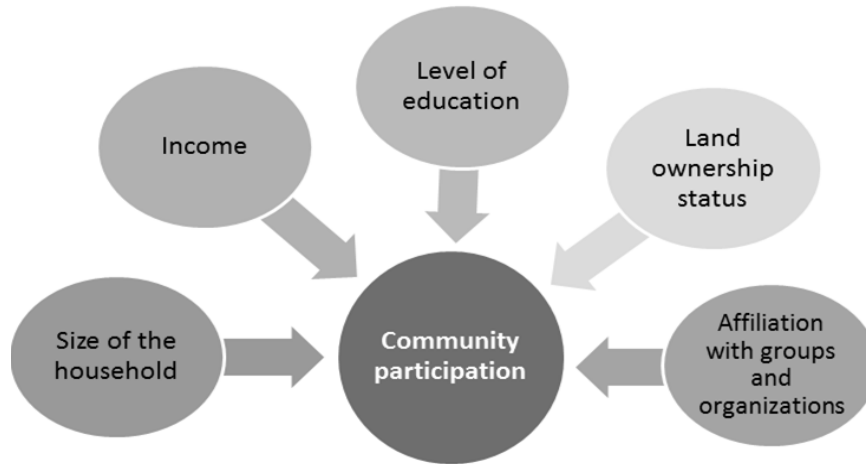 Level of
education
Income
Land
ownership
status
Size of the
household
Community
participation
Affiliation
with groups
and
organizations